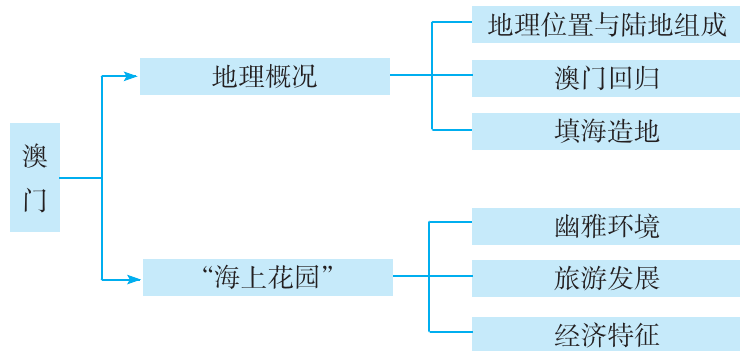 澳门
地理概况
地理位置与陆地组成
澳门回归
填海造地
“海上花园”
幽雅环境
旅游发展
经济特征